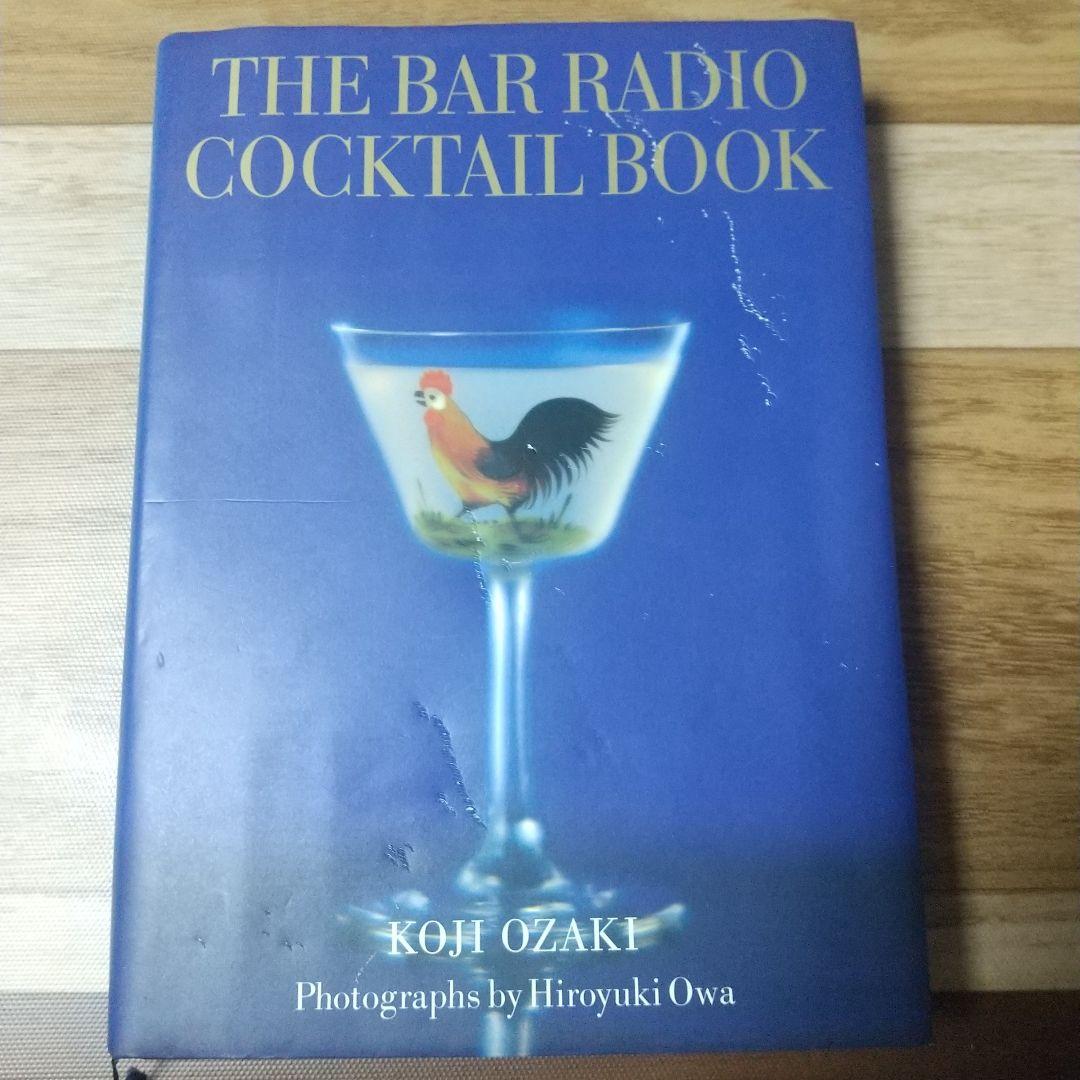 THE BAR RADIO
COCKTAIL BOOK
KOJI OZAKI
Photographs by Hiroyuki Owa